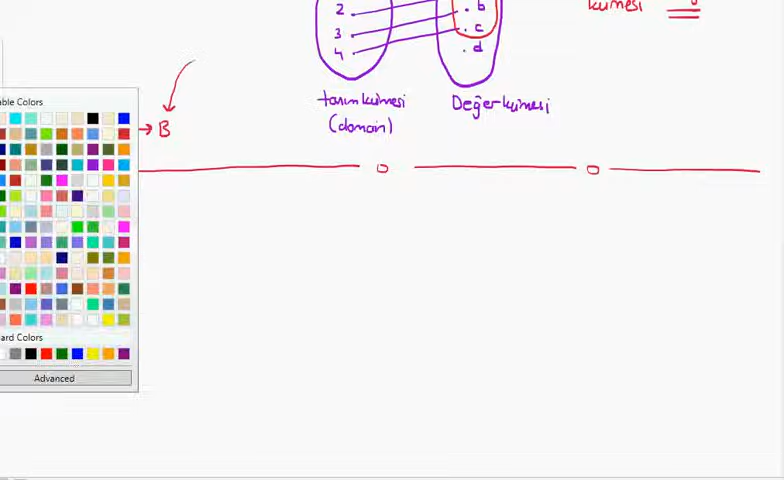 2
b
kümesi
3
c
4
d
able Colors
tanım kümesi
Değer kümesi
→ B
(domain)
ard Colors
Advanced